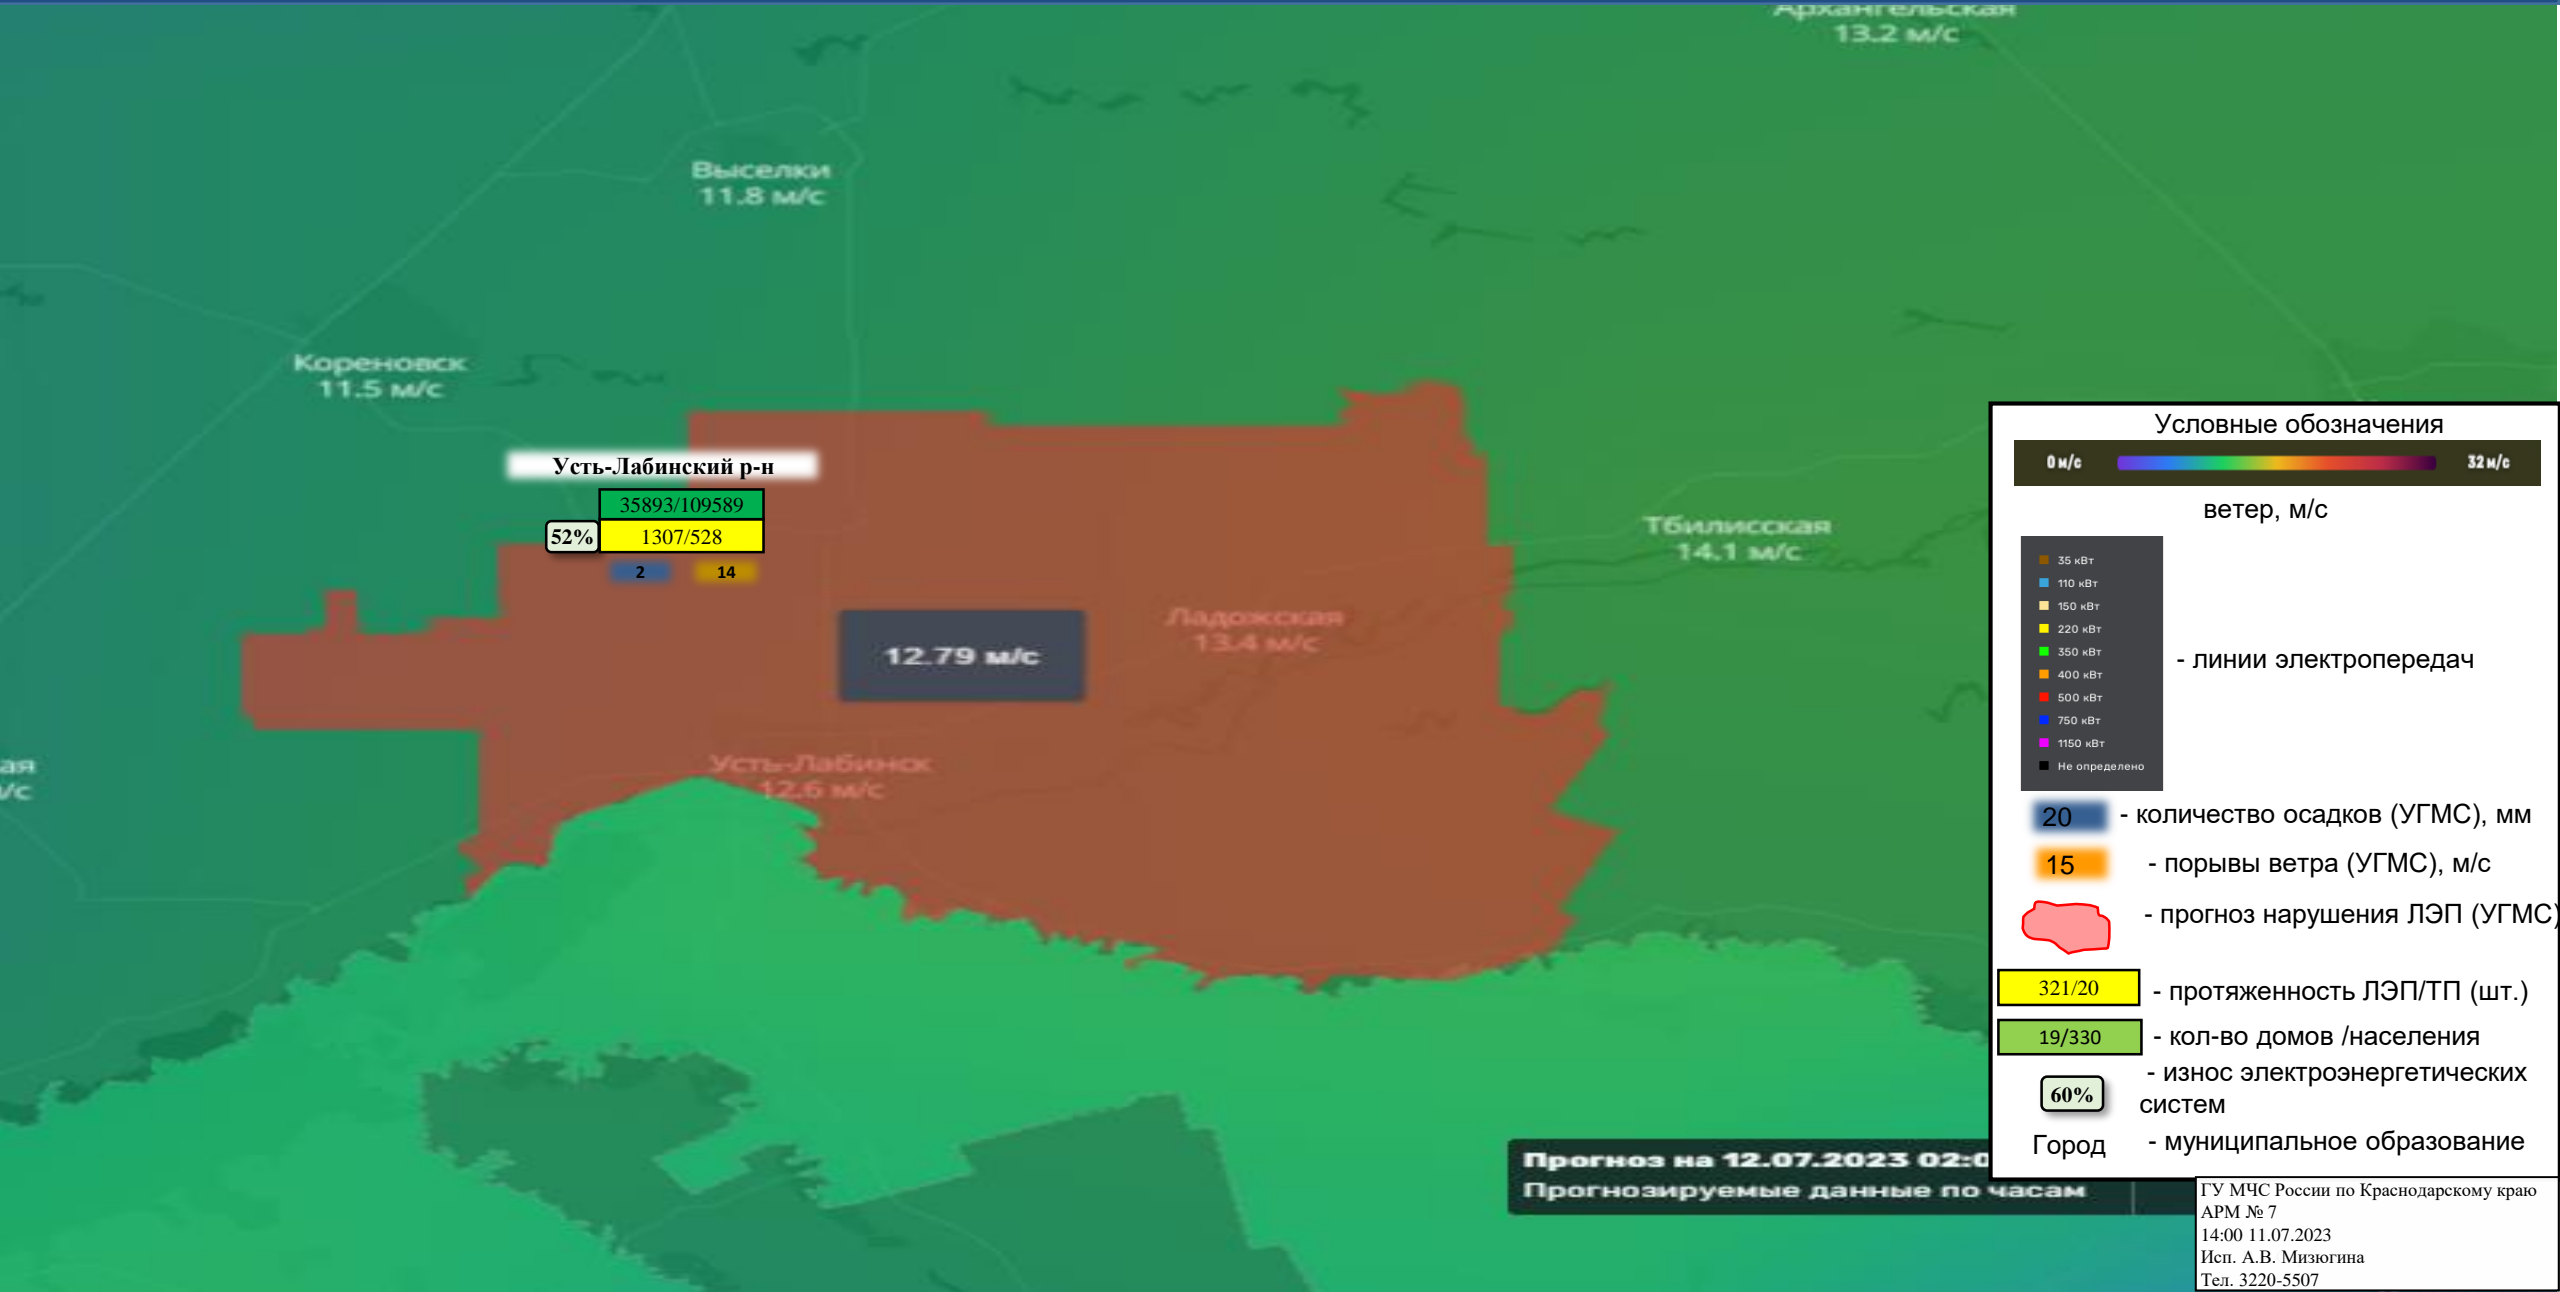 Архангельская
13.2 м/с
Выселки
11.8 м/с
Кореновск
11.5 м/с
Усть-Лабинский р-н
35893/109589
52%
1307/528
2
14
12.79 м/с
Ладожская
13.4 м/с
Тбилисская
14.1 м/с
Усть-Лабинск
12.6 м/с
ая
/с
Прогноз на 12.07.2023 02:0
Прогнозируемые данные по часам
Условные обозначения
0 м/с
32 м/с
ветер, м/с
35 кВт
110 кВт
150 кВт
220 кВт
350 кВт
400 кВт
500 кВт
750 кВт
1150 кВт
Не определено
- линии электропередач
20 - количество осадков (УГМС), мм
15 - порывы ветра (УГМС), м/с
- прогноз нарушения ЛЭП (УГМС)
321/20 - протяженность ЛЭП/ТП (шт.)
19/330 - кол-во домов /населения
60% - износ электроэнергетических
систем
Город - муниципальное образование
ГУ МЧС России по Краснодарскому краю
АРМ № 7
14:00 11.07.2023
Исп. А.В. Мизюгина
Тел. 3220-5507